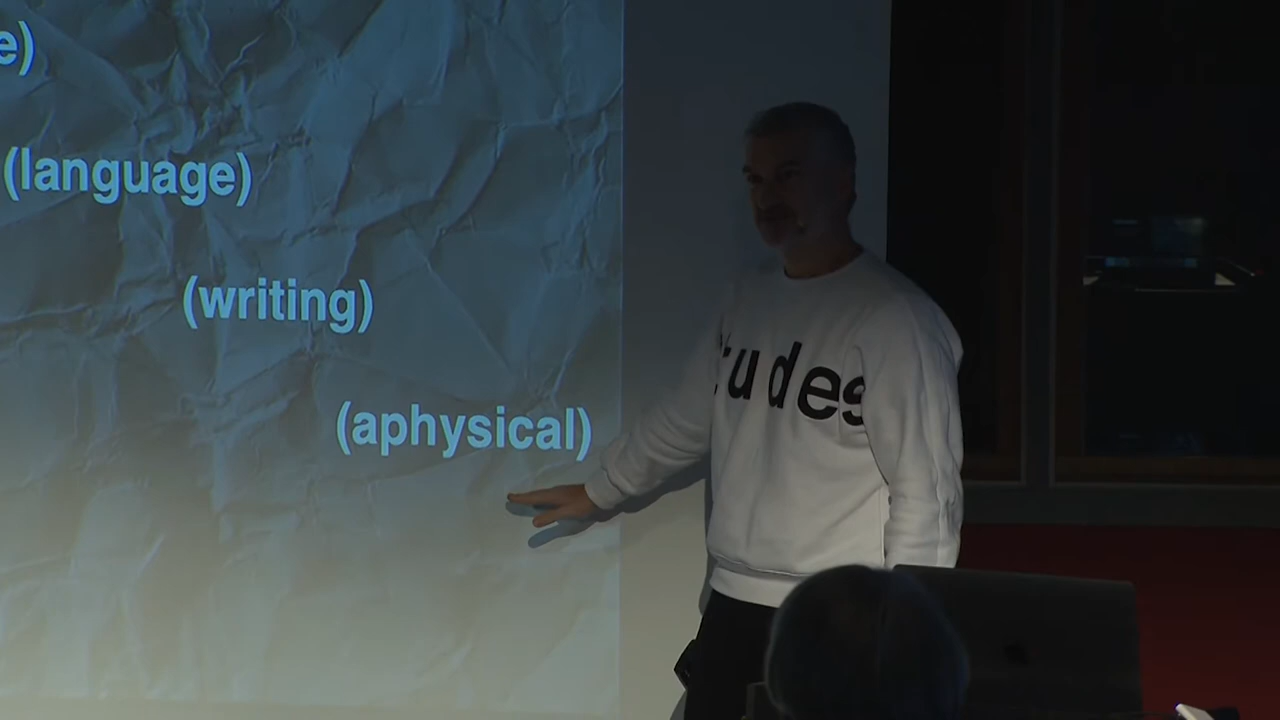 e)
(language)
(writing)
(aphysical)
tudes